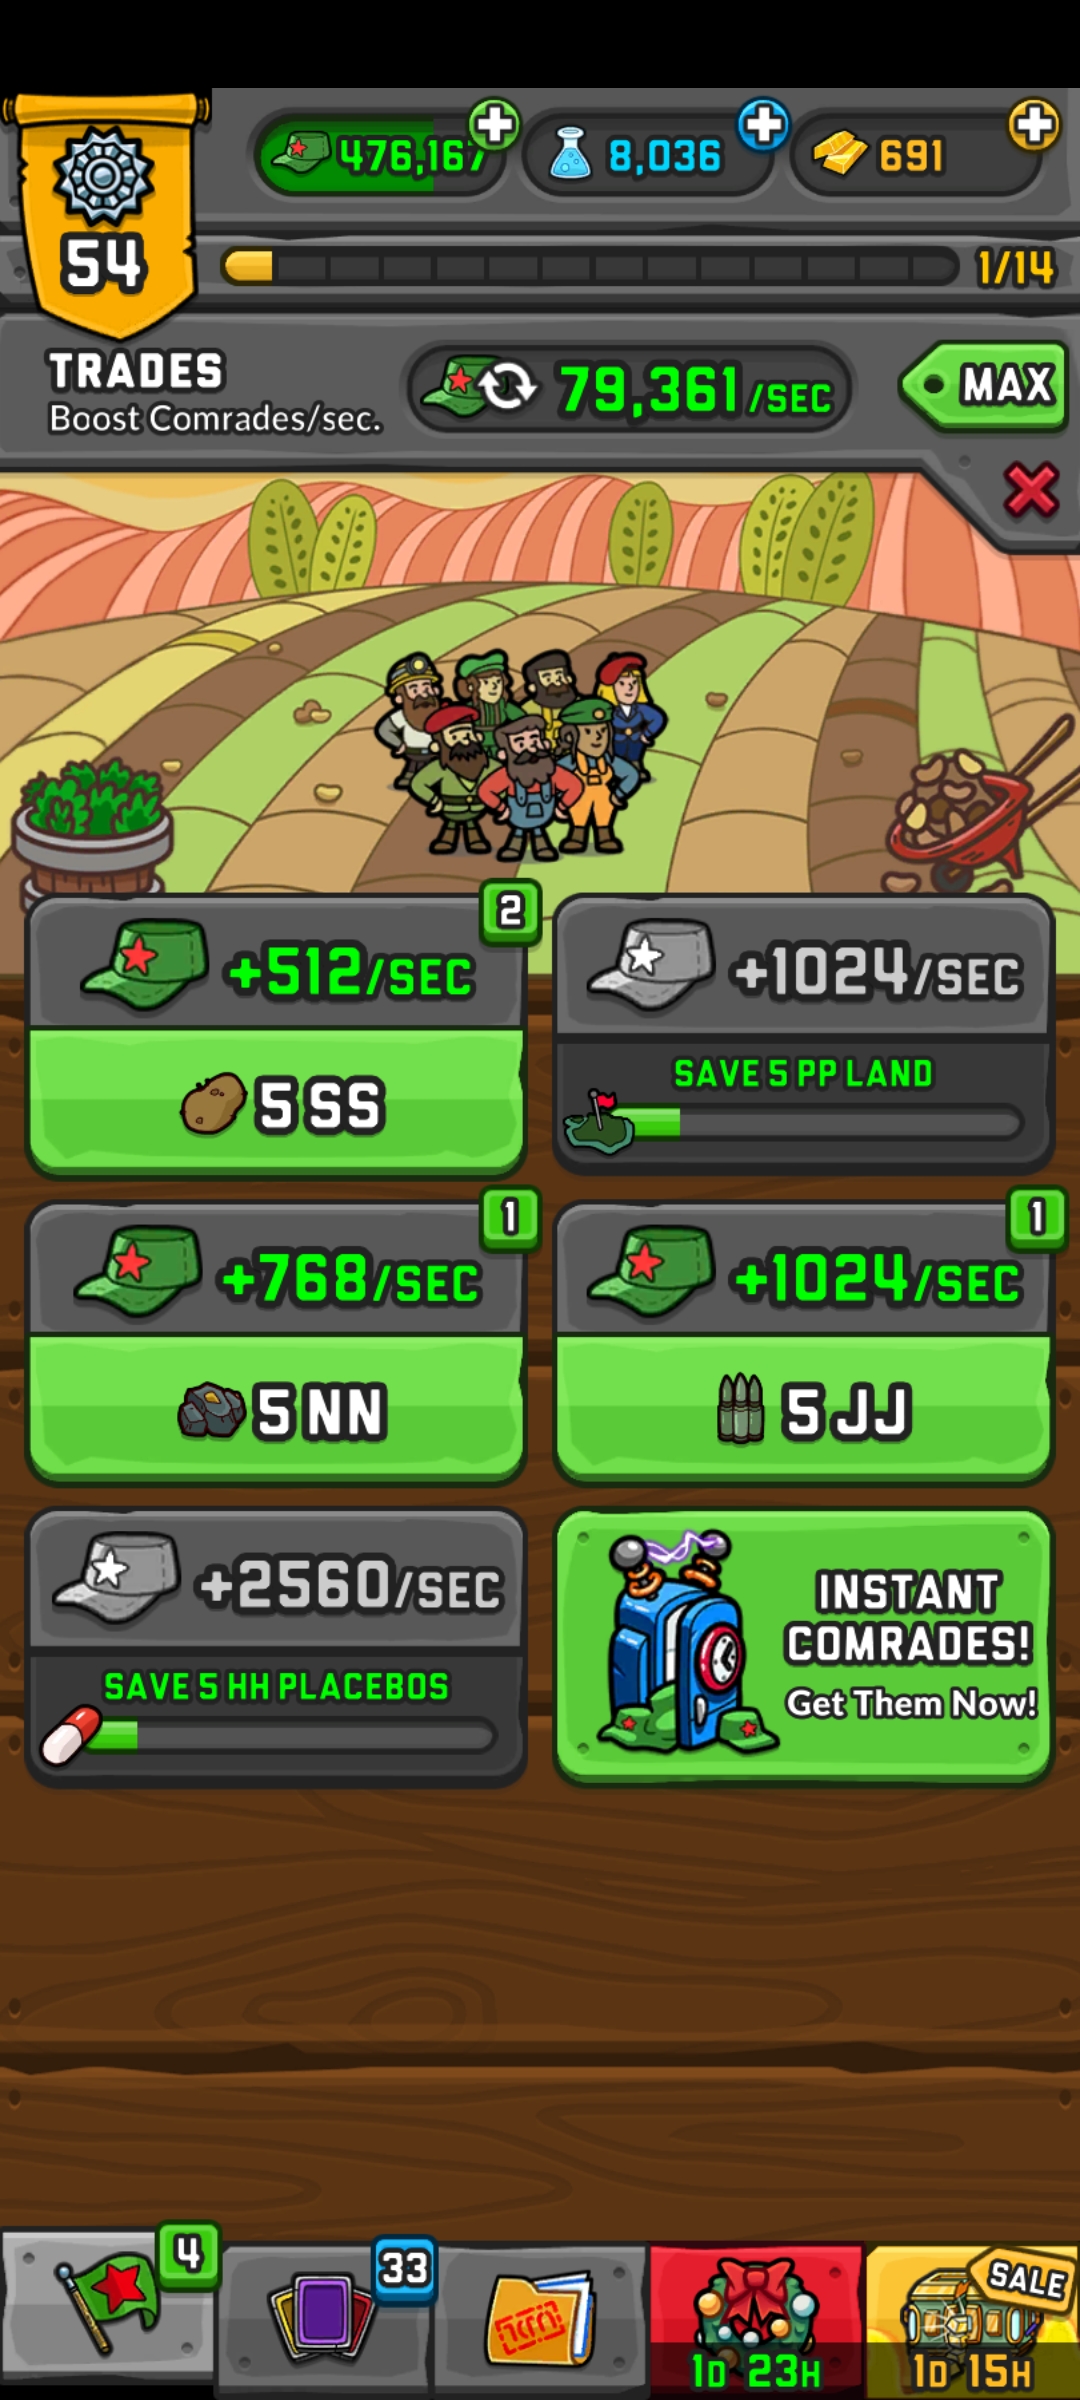 476,167
8,036
691
54
1/14
TRADES
Boost Comrades/sec.
79,361/SEC
MAX
2
+512/SEC
5 SS
+1024/SEC
SAVE 5 PP LAND
1
+768/SEC
5 NN
1
+1024/SEC
5 JJ
+2560/SEC
SAVE 5 HH PLACEBOS
INSTANT
COMRADES!
Get Them Now!
4
33
SALE
1D 23H
1D 15H